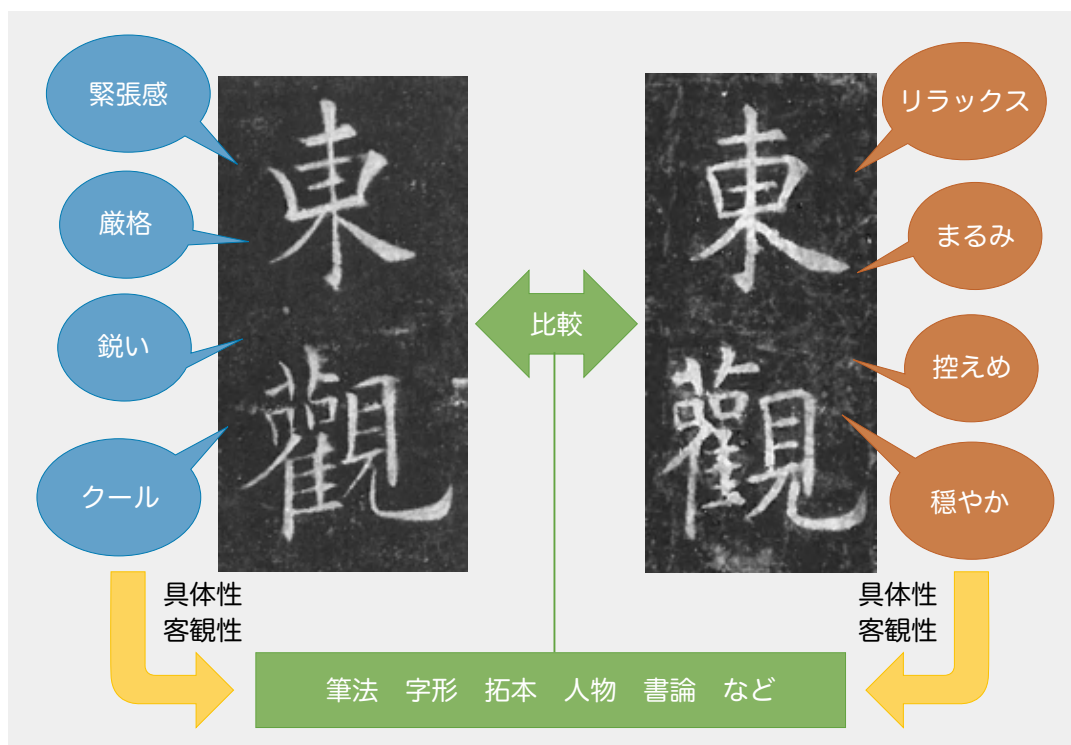 緊張感
厳格
鋭い
クール
東
觀
比較
東
觀
リラックス
まるみ
控えめ
穏やか
具体性
客観性
具体性
客観性
筆法　字形　拓本　人物　書論　など